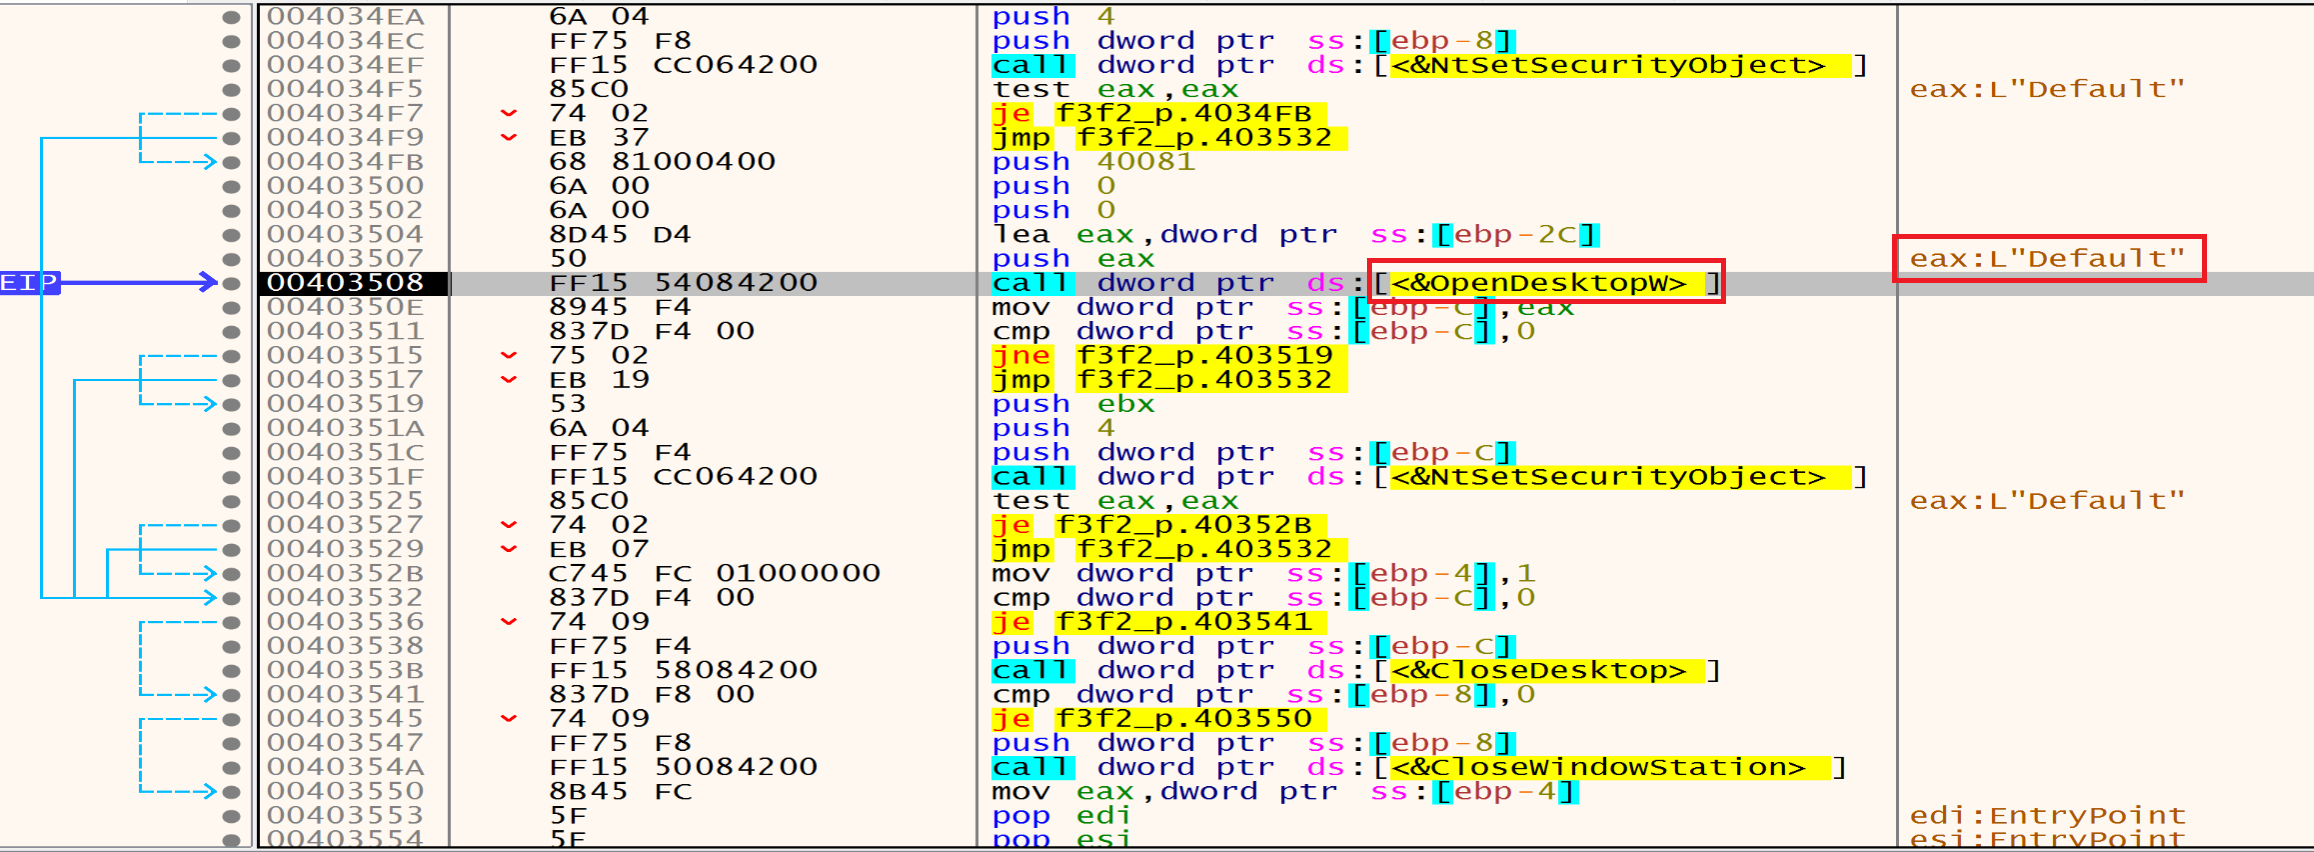 004034EA 6A 04 push 4
004034EC FF75 F8 push dword ptr ss:[ebp-8]
004034EF FF15 CC064200 call dword ptr ds:[<&NtSetSecurityObject>]
004034F5 85C0 test eax,eax eax:L"Default"
004034F7 74 02 je f3f2_p.4034FB
004034F9 EB 37 jmp f3f2_p.403532
004034FB 68 81000400 push 40081
00403500 6A 00 push 0
00403502 6A 00 push 0
00403504 8D45 D4 lea eax,dword ptr ss:[ebp-2C]
00403507 50 push eax eax:L"Default"
EIP 00403508 FF15 54084200 call dword ptr ds:[<&OpenDesktopW>]
0040350E 8945 F4 mov dword ptr ss:[ebp-C],eax
00403511 837D F4 00 cmp dword ptr ss:[ebp-C],0
00403515 75 02 jne f3f2_p.403519
00403517 EB 19 jmp f3f2_p.403532
00403519 53 push ebx
0040351A 6A 04 push 4
0040351C FF75 F4 push dword ptr ss:[ebp-C]
0040351F FF15 CC064200 call dword ptr ds:[<&NtSetSecurityObject>]
00403525 85C0 test eax,eax eax:L"Default"
00403527 74 02 je f3f2_p.40352B
00403529 EB 07 jmp f3f2_p.403532
0040352B C745 FC 01000000 mov dword ptr ss:[ebp-4],1
00403532 837D F4 00 cmp dword ptr ss:[ebp-C],0
00403536 74 09 je f3f2_p.403541
00403538 FF75 F4 push dword ptr ss:[ebp-C]
0040353B FF15 58084200 call dword ptr ds:[<&CloseDesktop>]
00403541 837D F8 00 cmp dword ptr ss:[ebp-8],0
00403545 74 09 je f3f2_p.403550
00403547 FF75 F8 push dword ptr ss:[ebp-8]
0040354A FF15 50084200 call dword ptr ds:[<&CloseWindowStation>]
00403550 8B45 FC mov eax,dword ptr ss:[ebp-4]
00403553 5F pop edi edi:EntryPoint
00403554 5E pop esi esi:EntryPoint